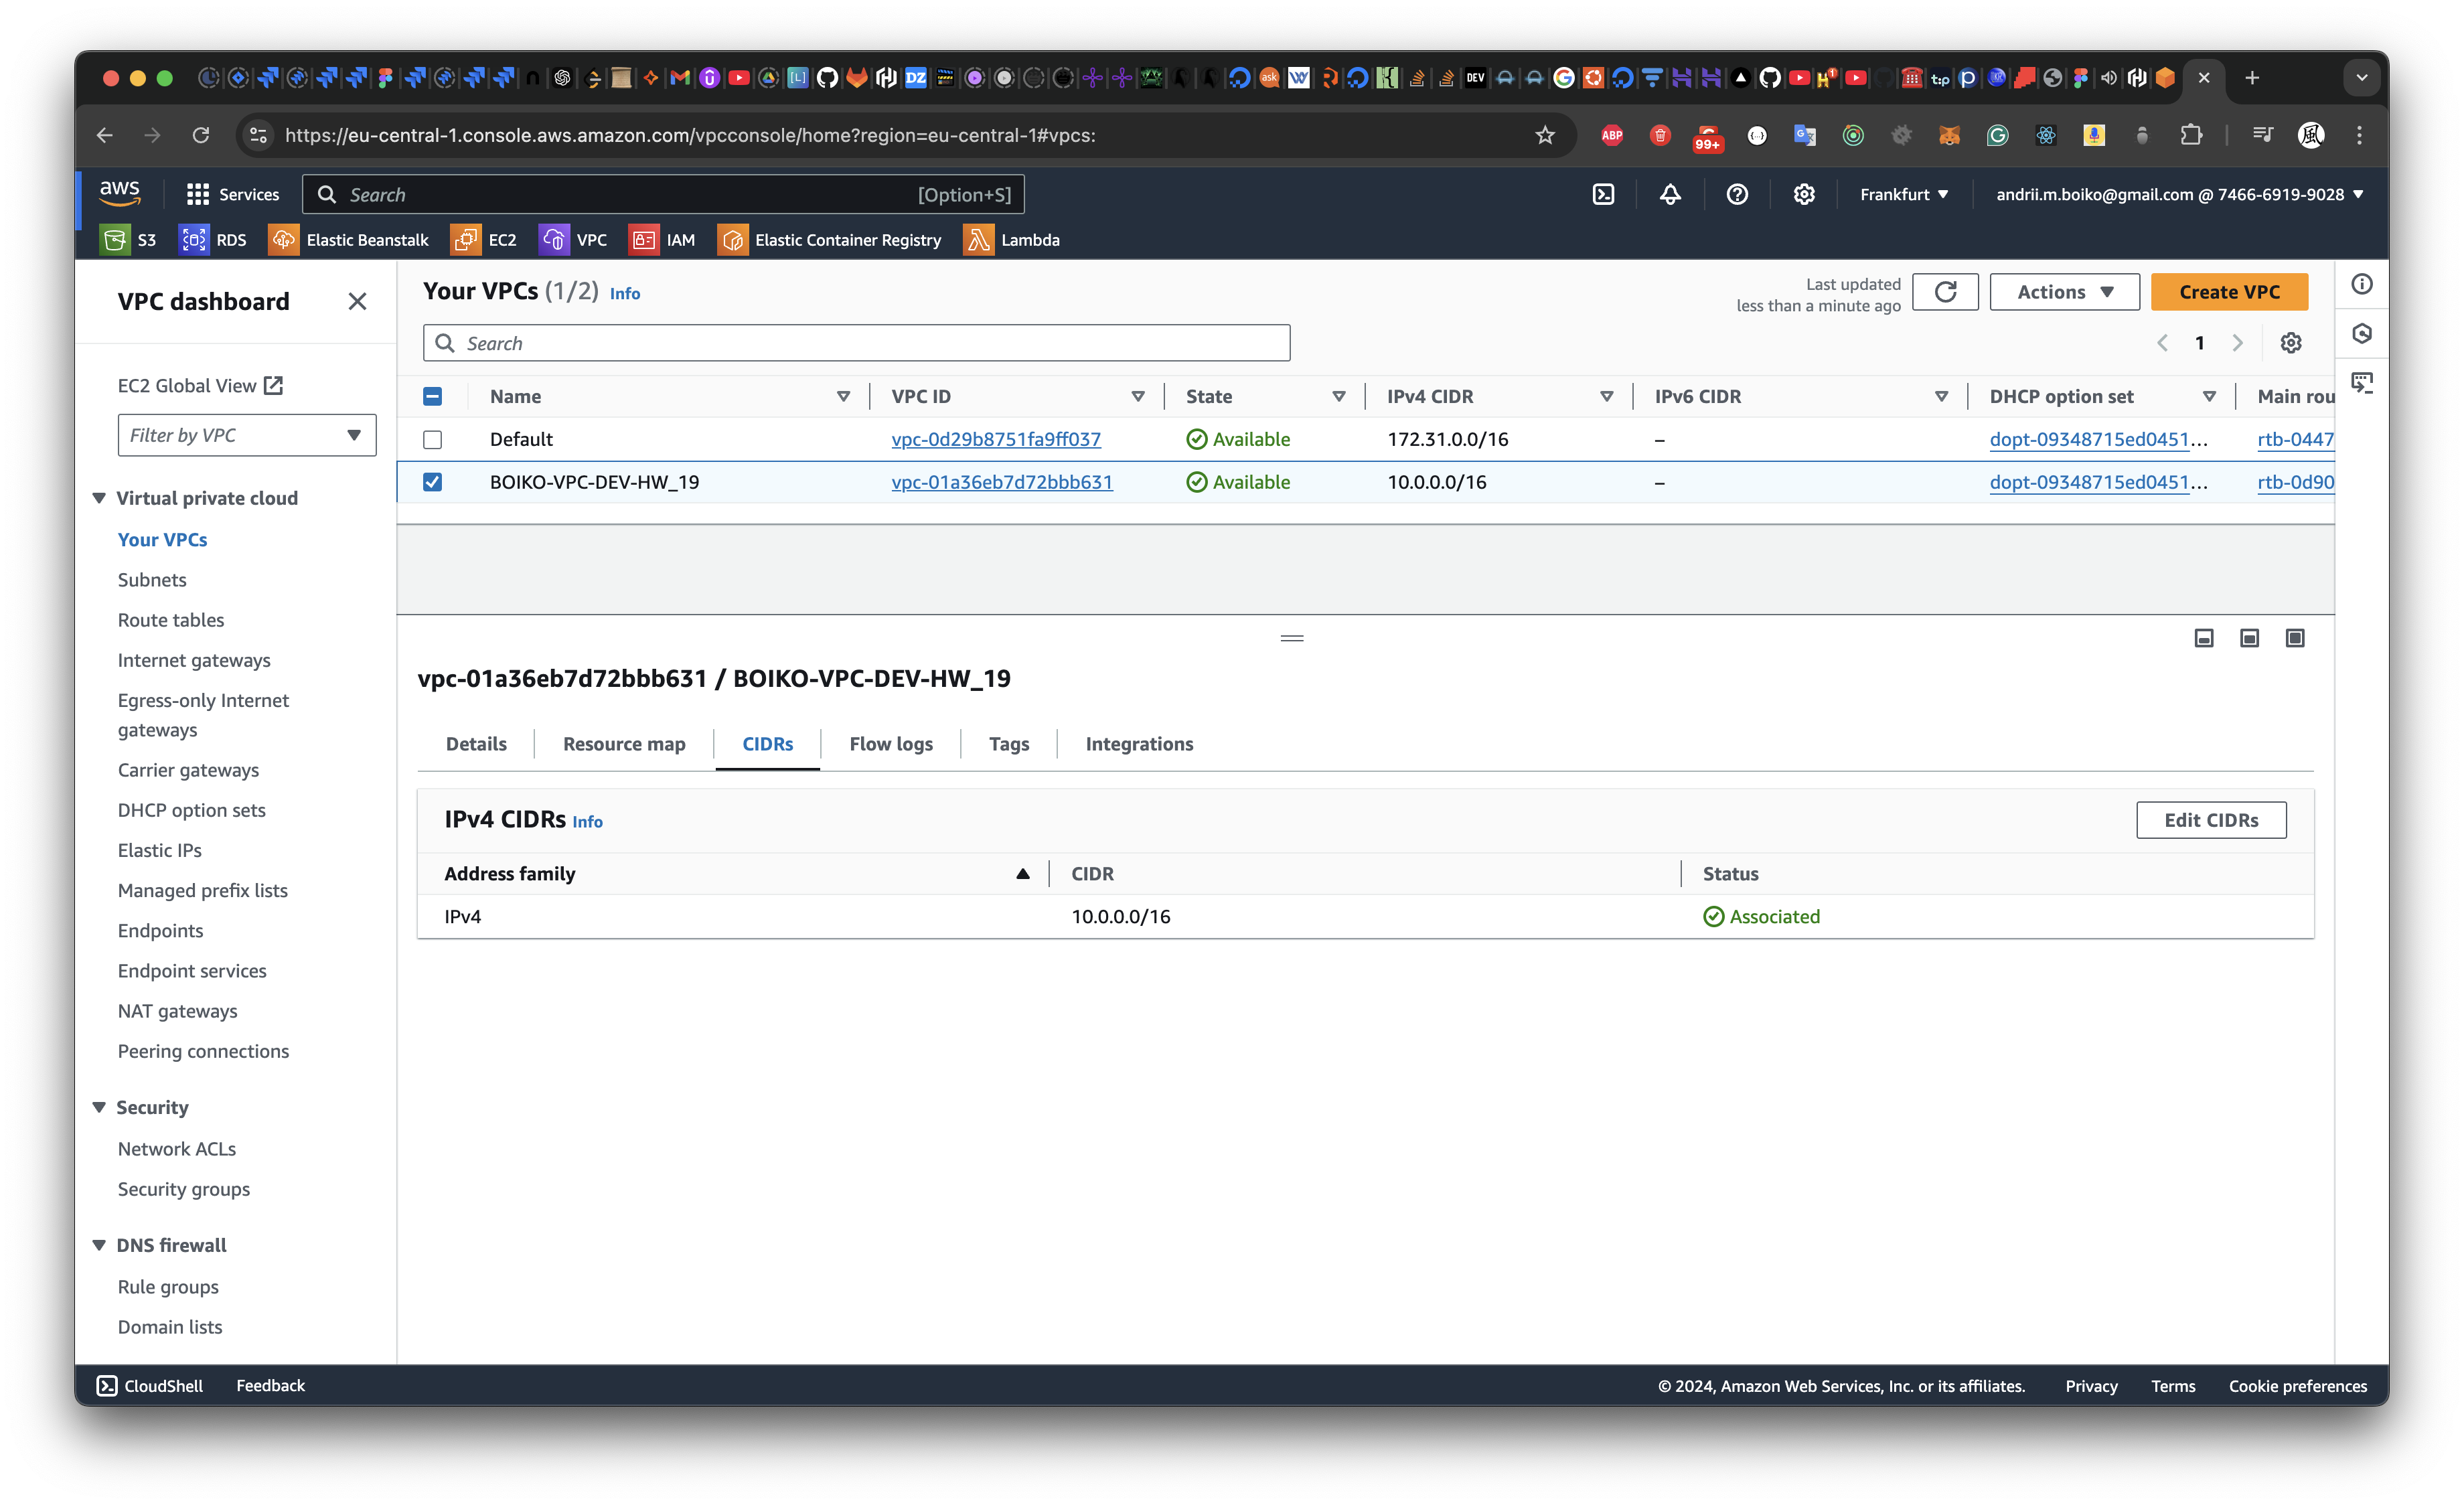 https://eu-central-1.console.aws.amazon.com/vpcconsole/home?region=eu-central-1#vpcs:
ABP
99+
aws
Services
Search
[Option+S]
Frankfurt
andrii.m.boiko@gmail.com @ 7466-6919-9028
S3
RDS
Elastic Beanstalk
EC2
VPC
IAM
Elastic Container Registry
Lambda
VPC dashboard
EC2 Global View
Filter by VPC
Virtual private cloud
Your VPCs
Subnets
Route tables
Internet gateways
Egress-only Internet
gateways
Carrier gateways
DHCP option sets
Elastic IPs
Managed prefix lists
Endpoints
Endpoint services
NAT gateways
Peering connections
Security
Network ACLs
Security groups
DNS firewall
Rule groups
Domain lists
Your VPCs (1/2) Info
Last updated
less than a minute ago
Actions
Create VPC
Search
1
Name VPC ID State IPv4 CIDR IPv6 CIDR DHCP option set Main rou
Default vpc-0d29b8751fa9ff037 Available 172.31.0.0/16 – dopt-09348715ed0451... rtb-0447
BOIKO-VPC-DEV-HW_19 vpc-01a36eb7d72bbb631 Available 10.0.0.0/16 – dopt-09348715ed0451... rtb-0d90
vpc-01a36eb7d72bbb631 / BOIKO-VPC-DEV-HW_19
Details Resource map CIDRs Flow logs Tags Integrations
IPv4 CIDRs Info
Edit CIDRs
Address family CIDR Status
IPv4 10.0.0.0/16 Associated
CloudShell
Feedback
© 2024, Amazon Web Services, Inc. or its affiliates.
Privacy
Terms
Cookie preferences